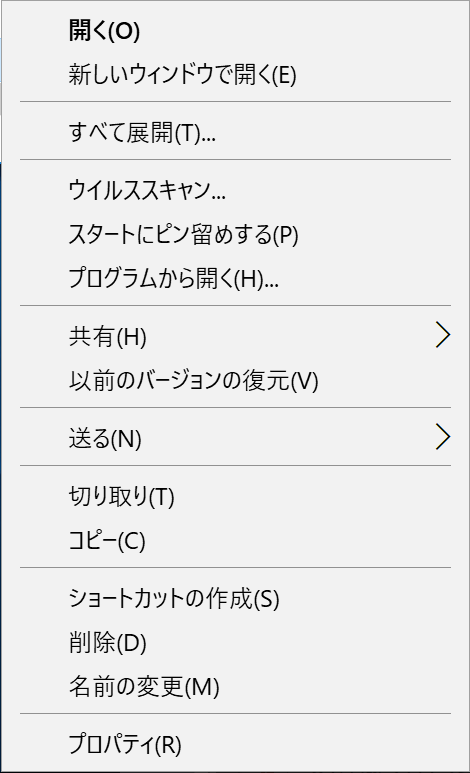 開く(O)
新しいウィンドウで開く(E)
すべて展開(T)...
ウイルススキャン...
スタートにピン留めする(P)
プログラムから開く(H)...
共有(H)
以前のバージョンの復元(V)
送る(N)
切り取り(T)
コピー(C)
ショートカットの作成(S)
削除(D)
名前の変更(M)
プロパティ(R)